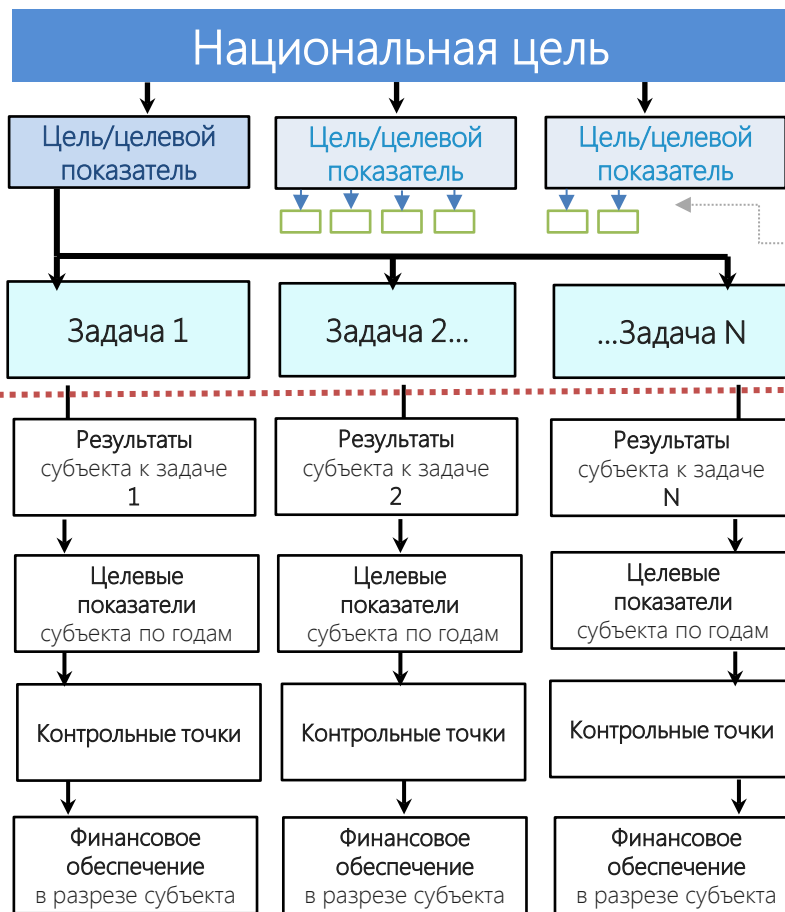 Национальная цель
Цель/целевой
показатель
Цель/целевой
показатель
Цель/целевой
показатель
Задача 1
Задача 2...
...Задача N
Результаты
субъекта к задаче
1
Результаты
субъекта к задаче
2
Результаты
субъекта к задаче
N
Целевые
показатели
субъекта по годам
Целевые
показатели
субъекта по годам
Целевые
показатели
субъекта по годам
Контрольные точки
Контрольные точки
Контрольные точки
Финансовое
обеспечение
в разрезе субъекта
Финансовое
обеспечение
в разрезе субъекта
Финансовое
обеспечение
в разрезе субъекта